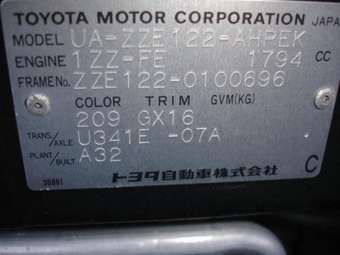 TOYOTA MOTOR CORPORATION JAPA
MODEL UA-ZZE122-AHPEK
ENGINE 1ZZ-FE 1794 CC
FRAME NO. ZZE122-0100696
COLOR TRIM GVM(KG)
209 GX16
TRANS./AXLE U341E -07A
PLANT/BUILT A32
C
30881
トヨタ自動車株式会社